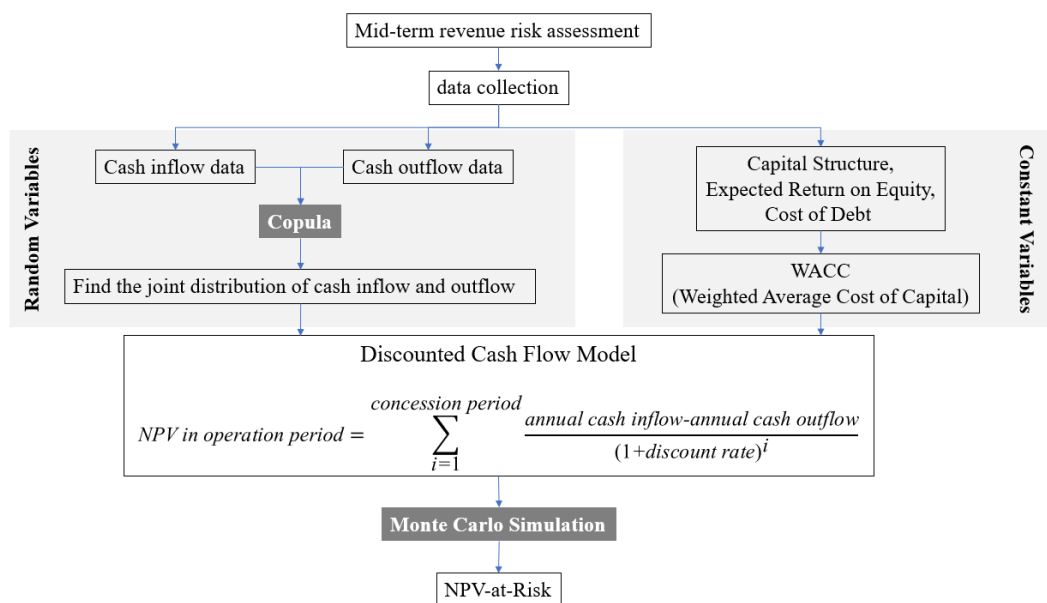 Mid-term revenue risk assessment
data collection
Random Variables
Cash inflow data
Cash outflow data
Copula
Find the joint distribution of cash inflow and outflow
Capital Structure,
Expected Return on Equity,
Cost of Debt
WACC
(Weighted Average Cost of Capital)
Constant Variables
Discounted Cash Flow Model
NPV in operation period = ∑ i=1 concession period annual cash inflow-annual cash outflow / (1+discount rate)^i
Monte Carlo Simulation
NPV-at-Risk